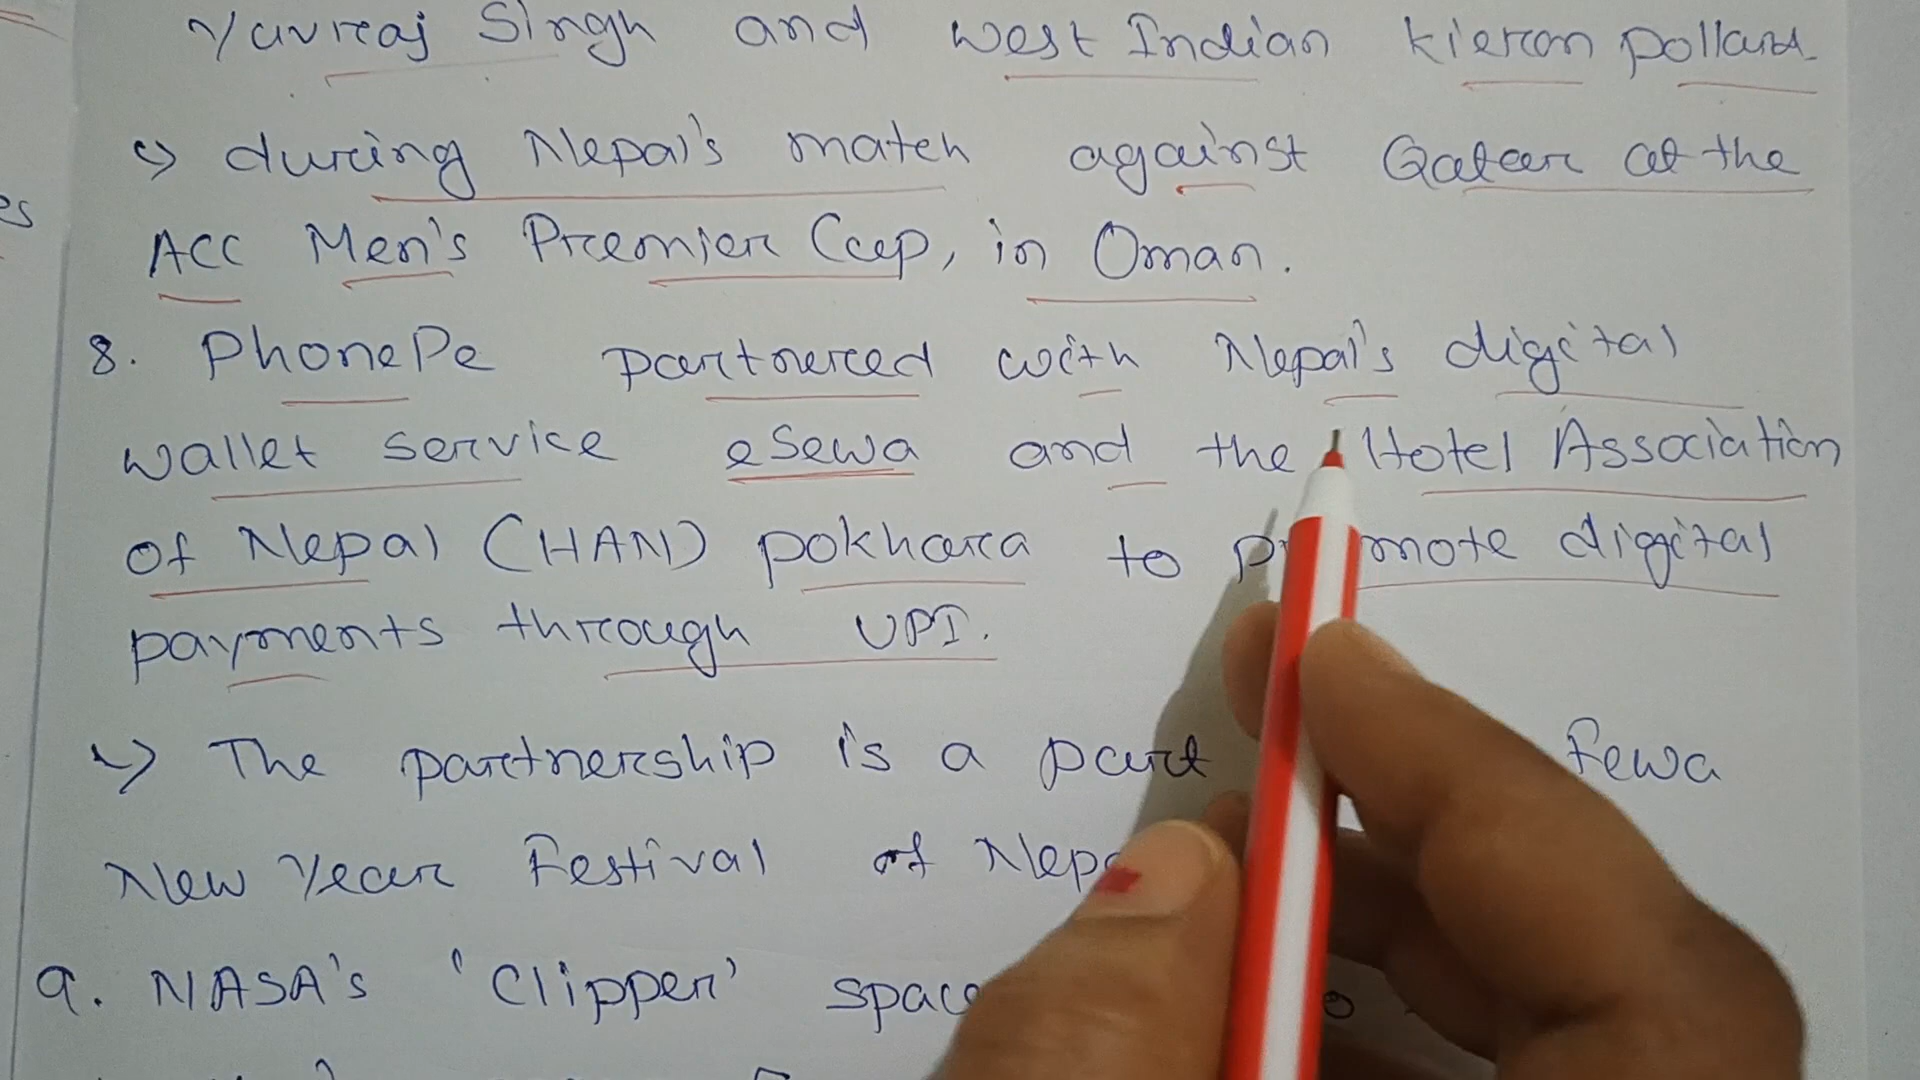 Yuvraj Singh and West Indian Kieron Pollard
↳ during Nepal's match against Qatar at the
ACC Men's Premier Cup, in Oman.
8. PhonePe partnered with Nepal's digital
wallet service eSewa and the Hotel Association
of Nepal (HAN) pokhara to promote digital
payments through UPI.
↳ The partnership is a part Fewa
New Year Festival of
9. NASA's 'Clipper'
es